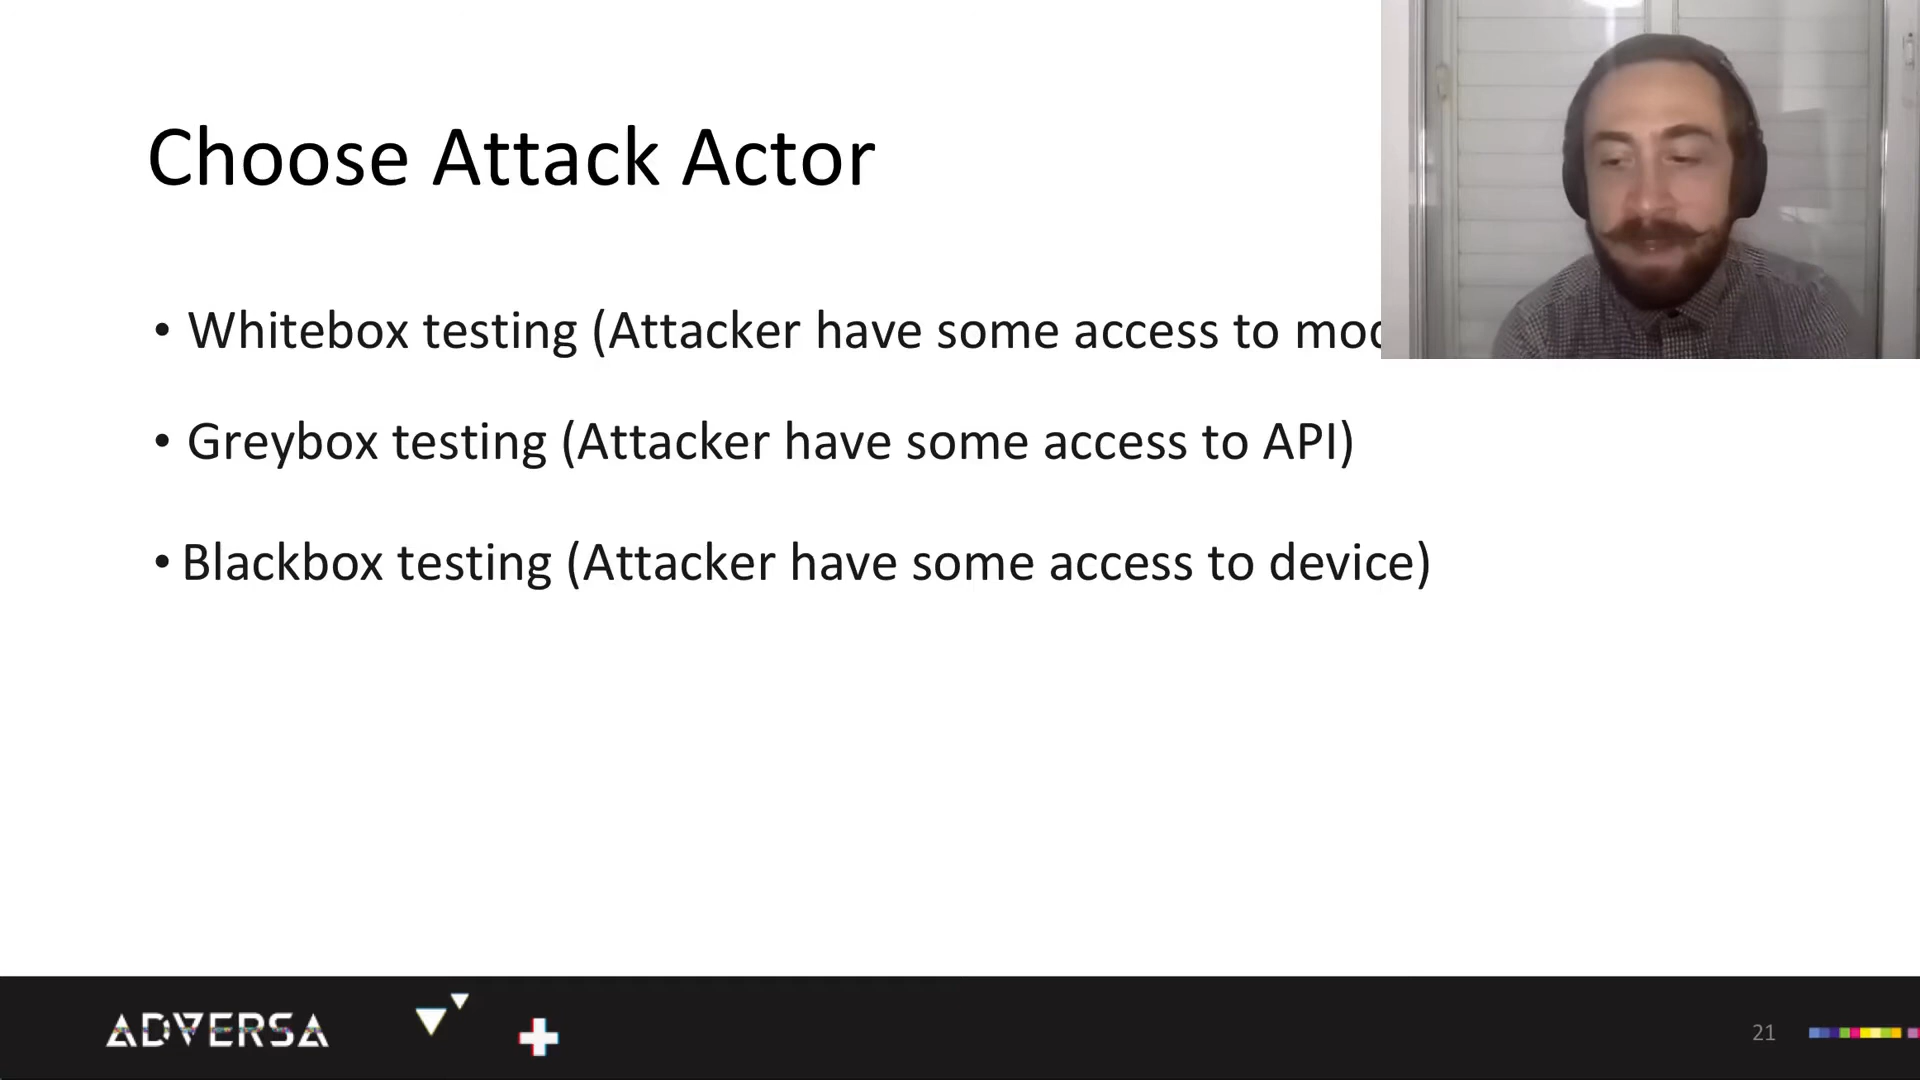 Choose Attack Actor
• Whitebox testing (Attacker have some access to
• Greybox testing (Attacker have some access to API)
• Blackbox testing (Attacker have some access to device)
ADVERSA
21